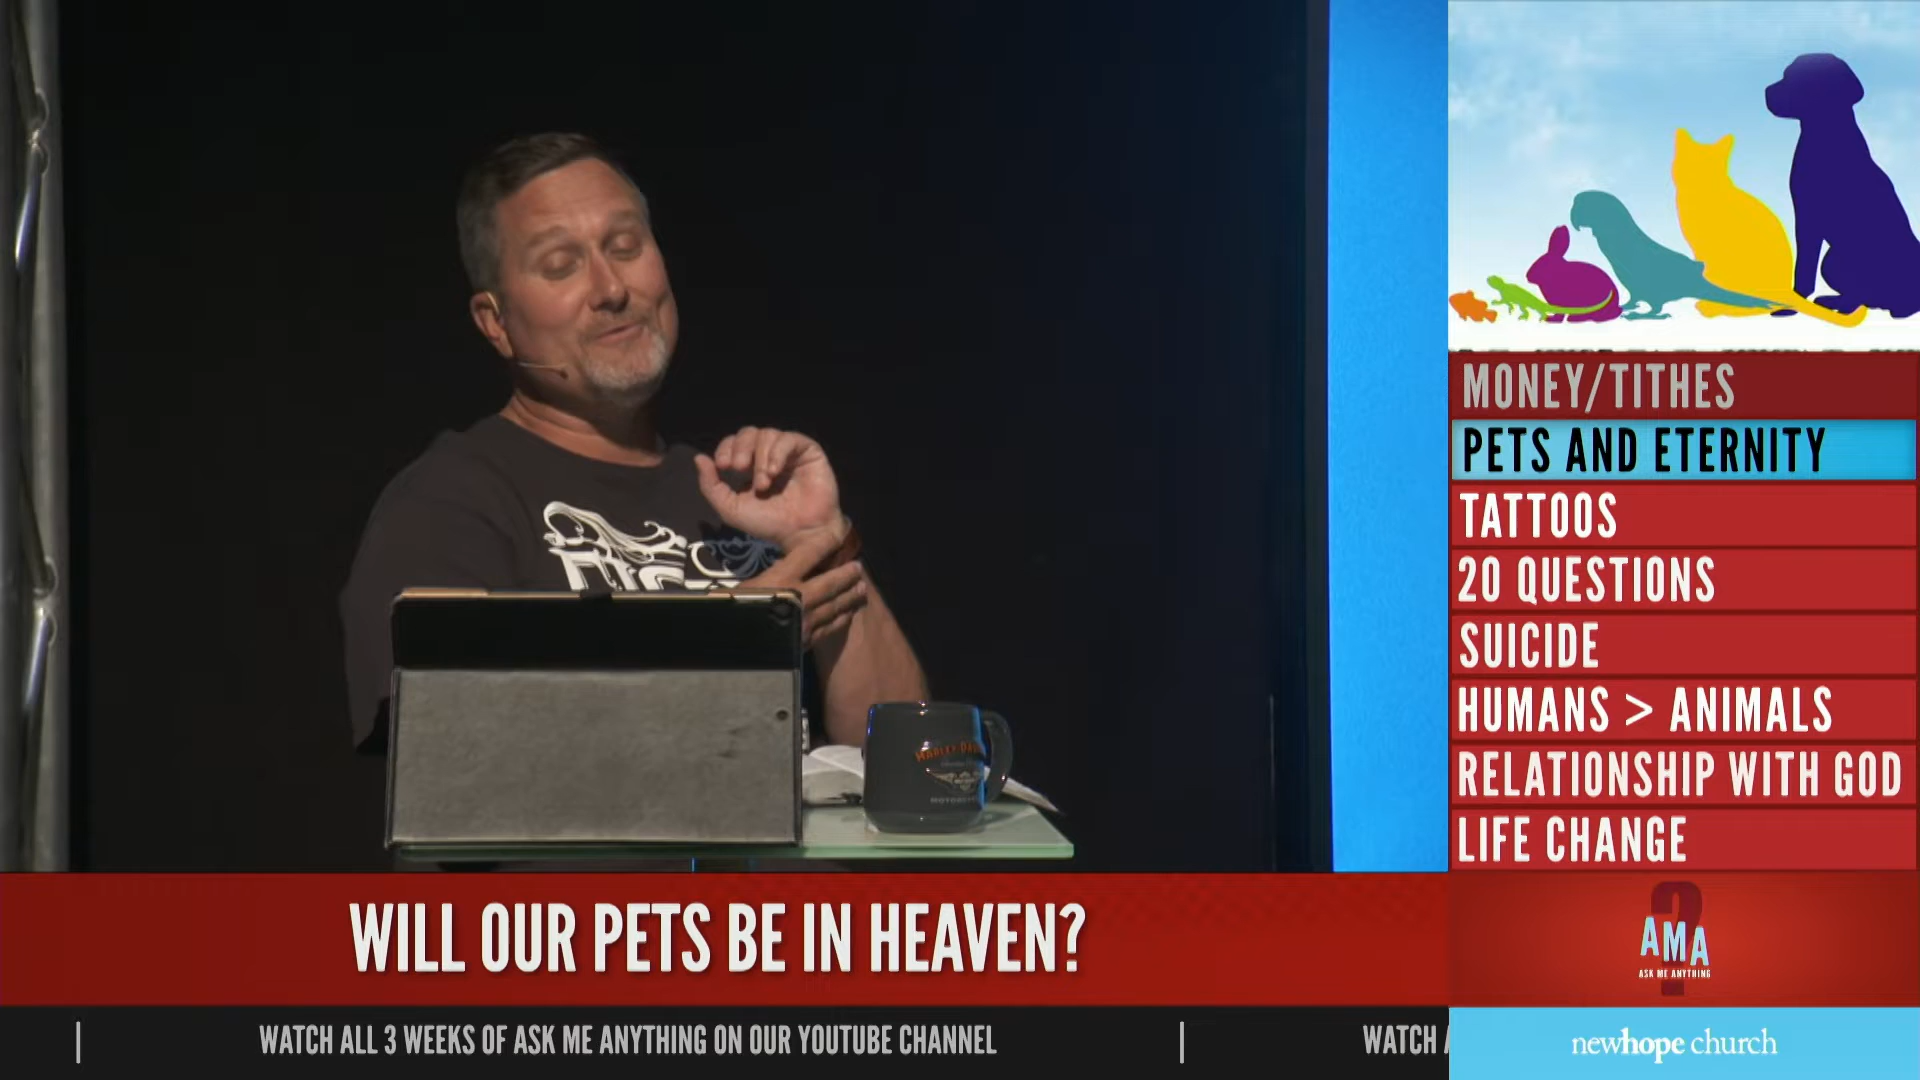 MONEY/TITHES
PETS AND ETERNITY
TATTOOS
20 QUESTIONS
SUICIDE
HUMANS > ANIMALS
RELATIONSHIP WITH GOD
LIFE CHANGE
WILL OUR PETS BE IN HEAVEN?
?
AMA
ASK ME ANYTHING
| WATCH ALL 3 WEEKS OF ASK ME ANYTHING ON OUR YOUTUBE CHANNEL | WATCH
newhope church